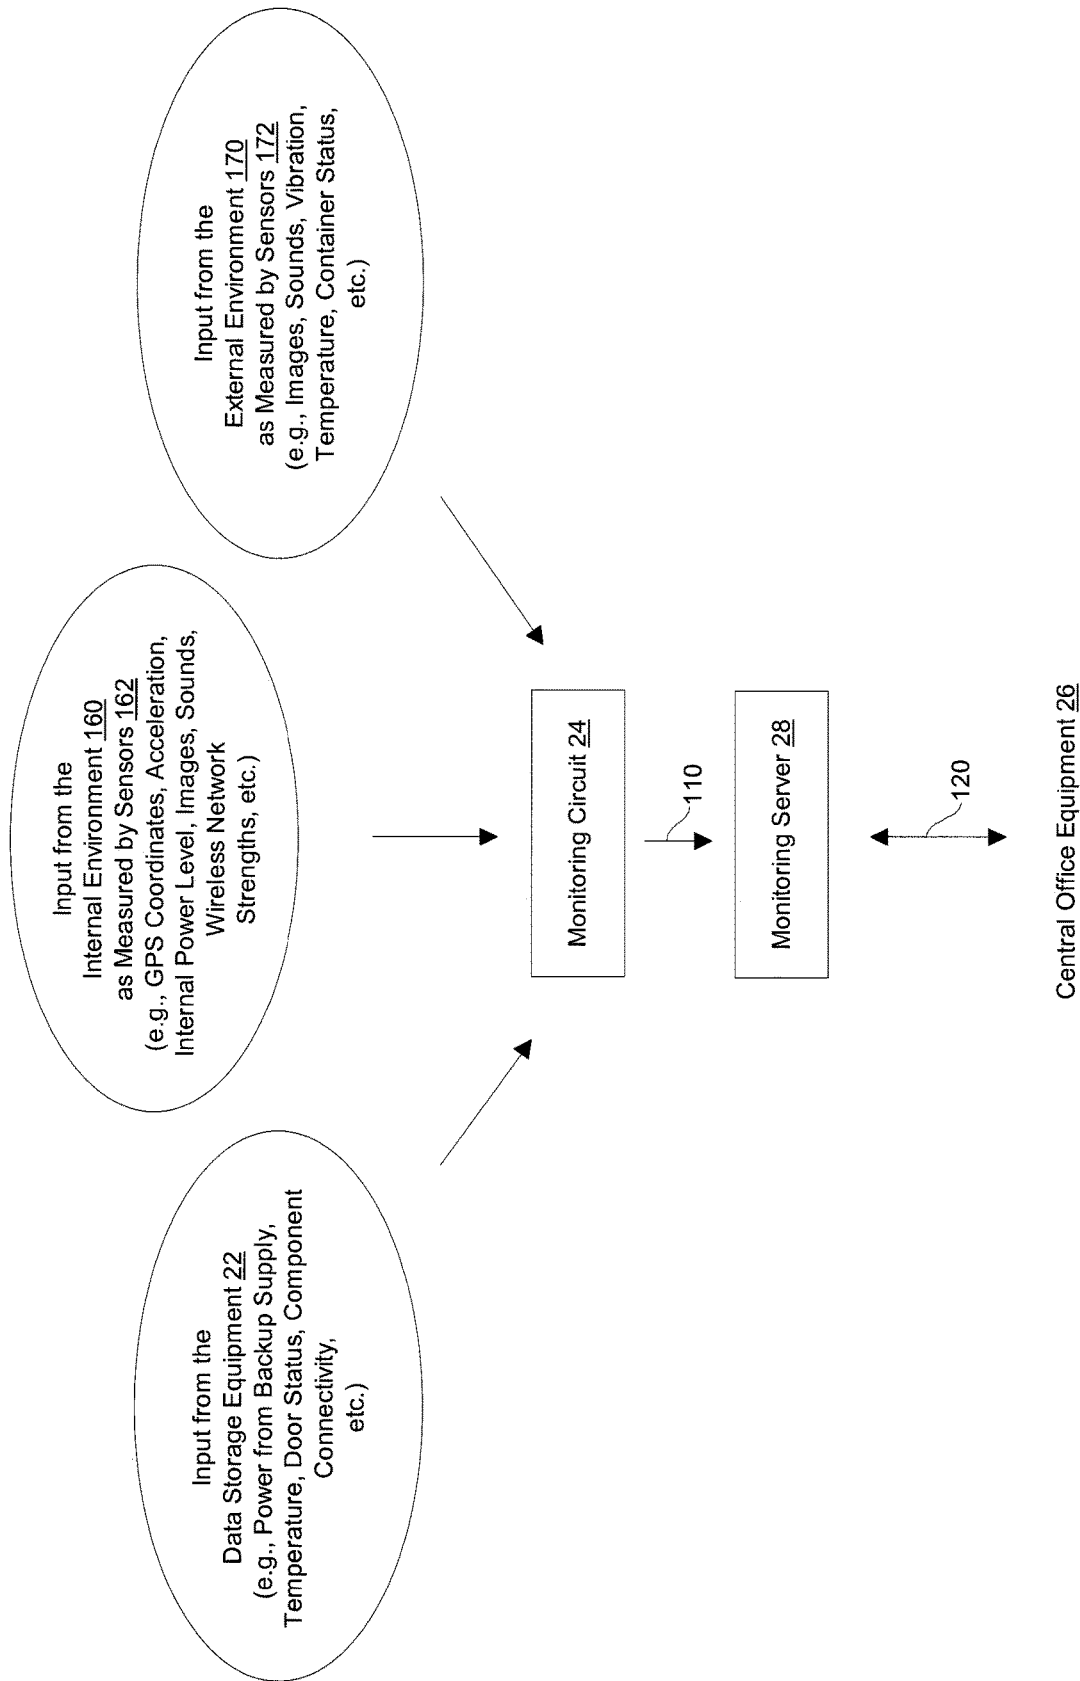 Input from the
Data Storage Equipment 22
(e.g., Power from Backup Supply,
Temperature, Door Status, Component
Connectivity,
etc.)
Input from the
Internal Environment 160
as Measured by Sensors 162
(e.g., GPS Coordinates, Acceleration,
Internal Power Level, Images, Sounds,
Wireless Network
Strengths, etc.)
Input from the
External Environment 170
as Measured by Sensors 172
(e.g., Images, Sounds, Vibration,
Temperature, Container Status,
etc.)
Monitoring Circuit 24
110
Monitoring Server 28
120
Central Office Equipment 26